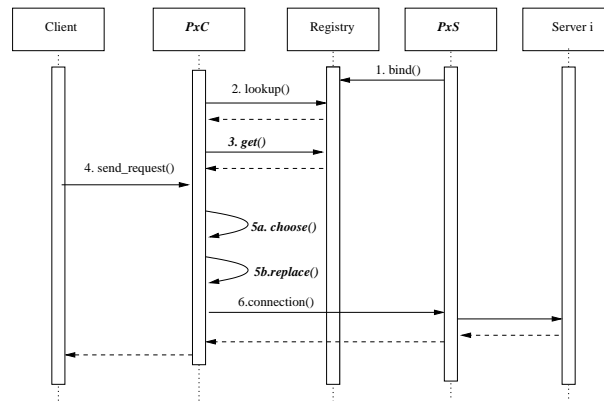 Client
PxC
Registry
PxS
Server i
1. bind()
2. lookup()
3. get()
4. send_request()
5a. choose()
5b.replace()
6.connection()